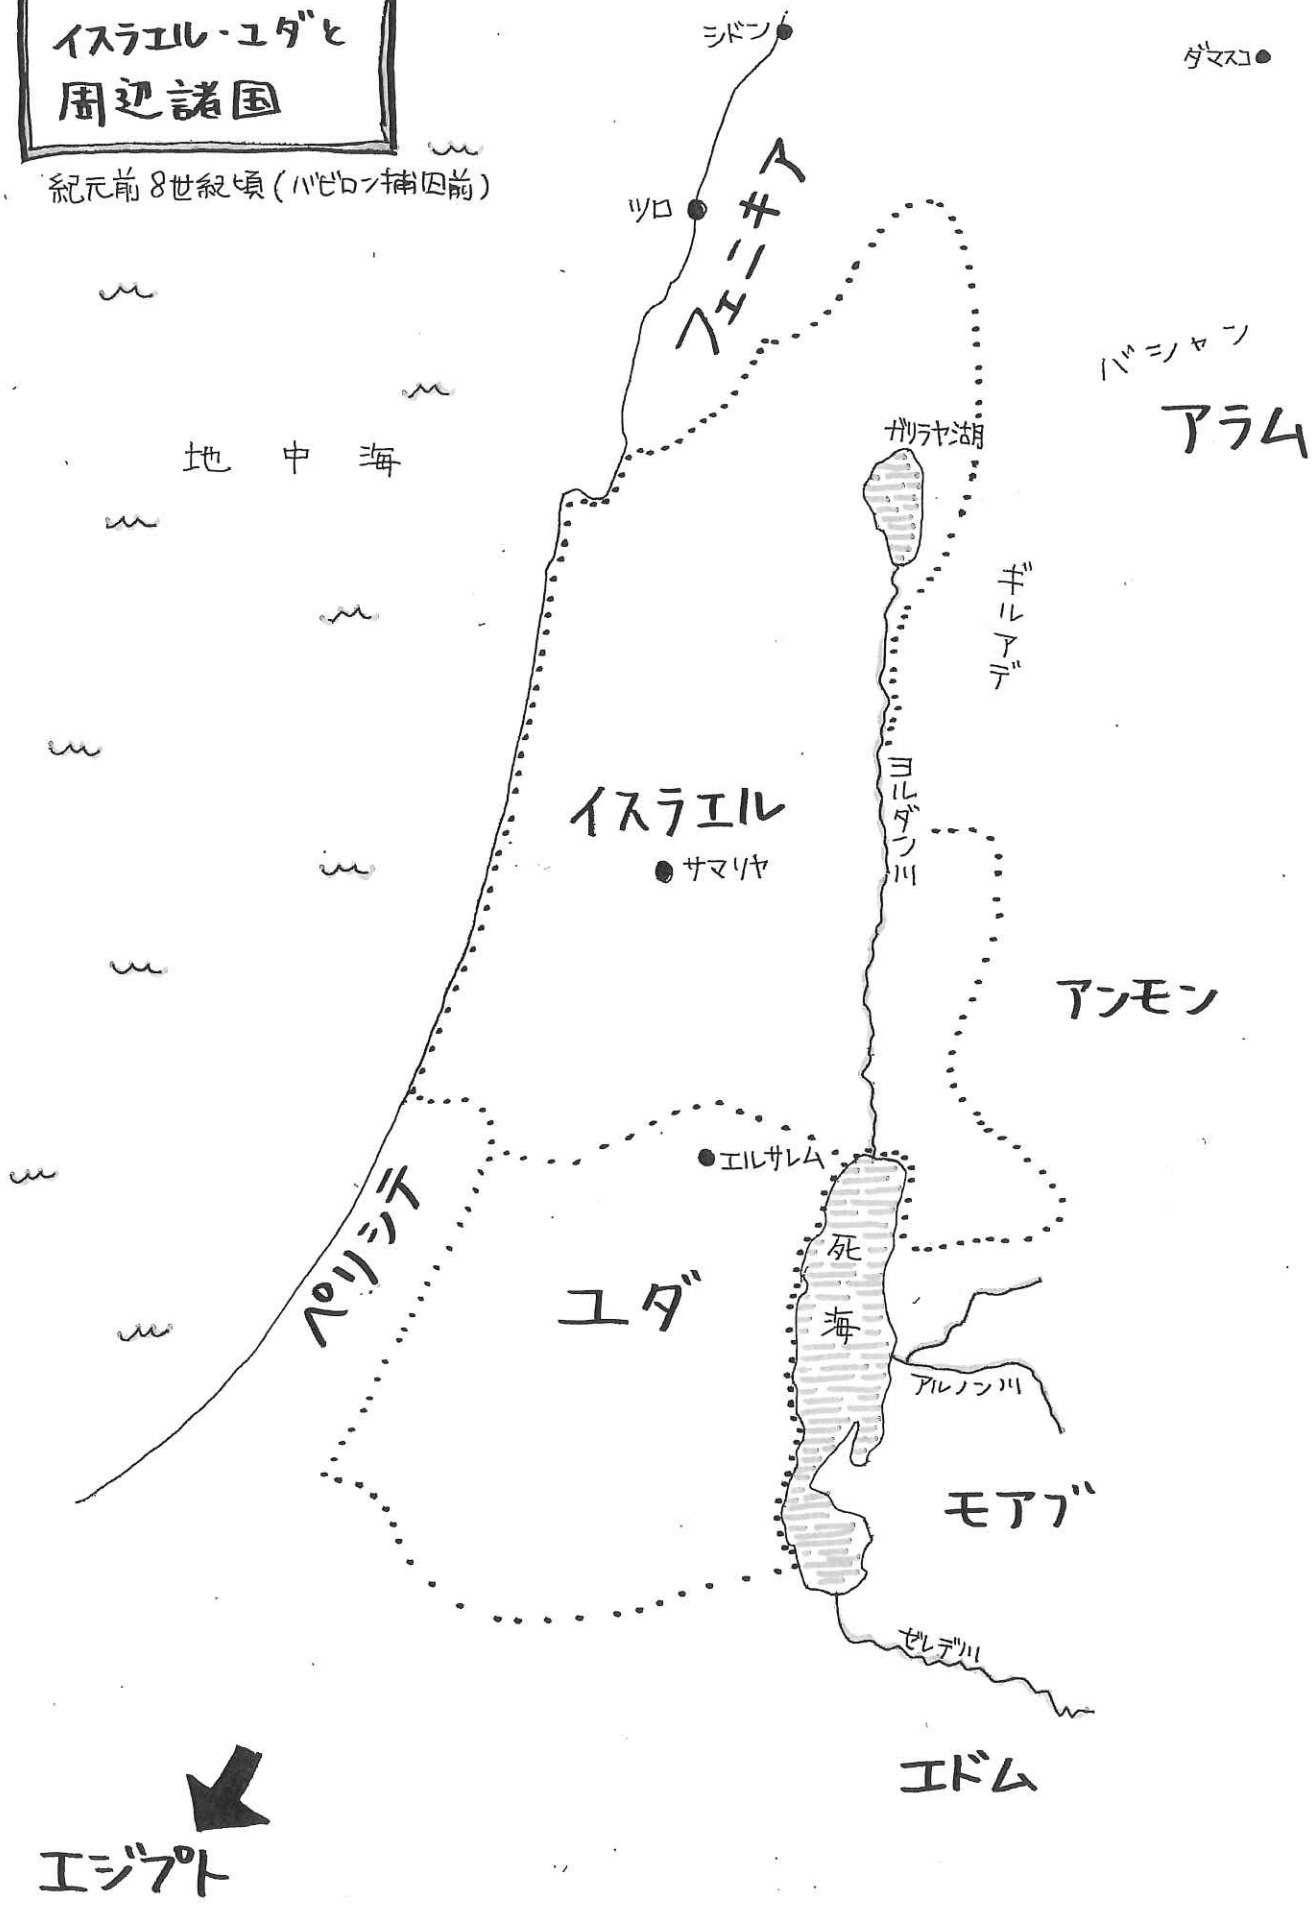 イスラエル・ユダと
周辺諸国
紀元前8世紀頃(バビロン捕囚前)
シドン
ダマスコ
ツロ
フェニキア
バシャン
アラム
ガリラヤ湖
地中海
ギルアデ
ヨルダン川
イスラエル
サマリヤ
アンモン
エルサレム
ペリシテ
死海
ユダ
アルノン川
モアブ
ゼレデ川
エドム
エジプト